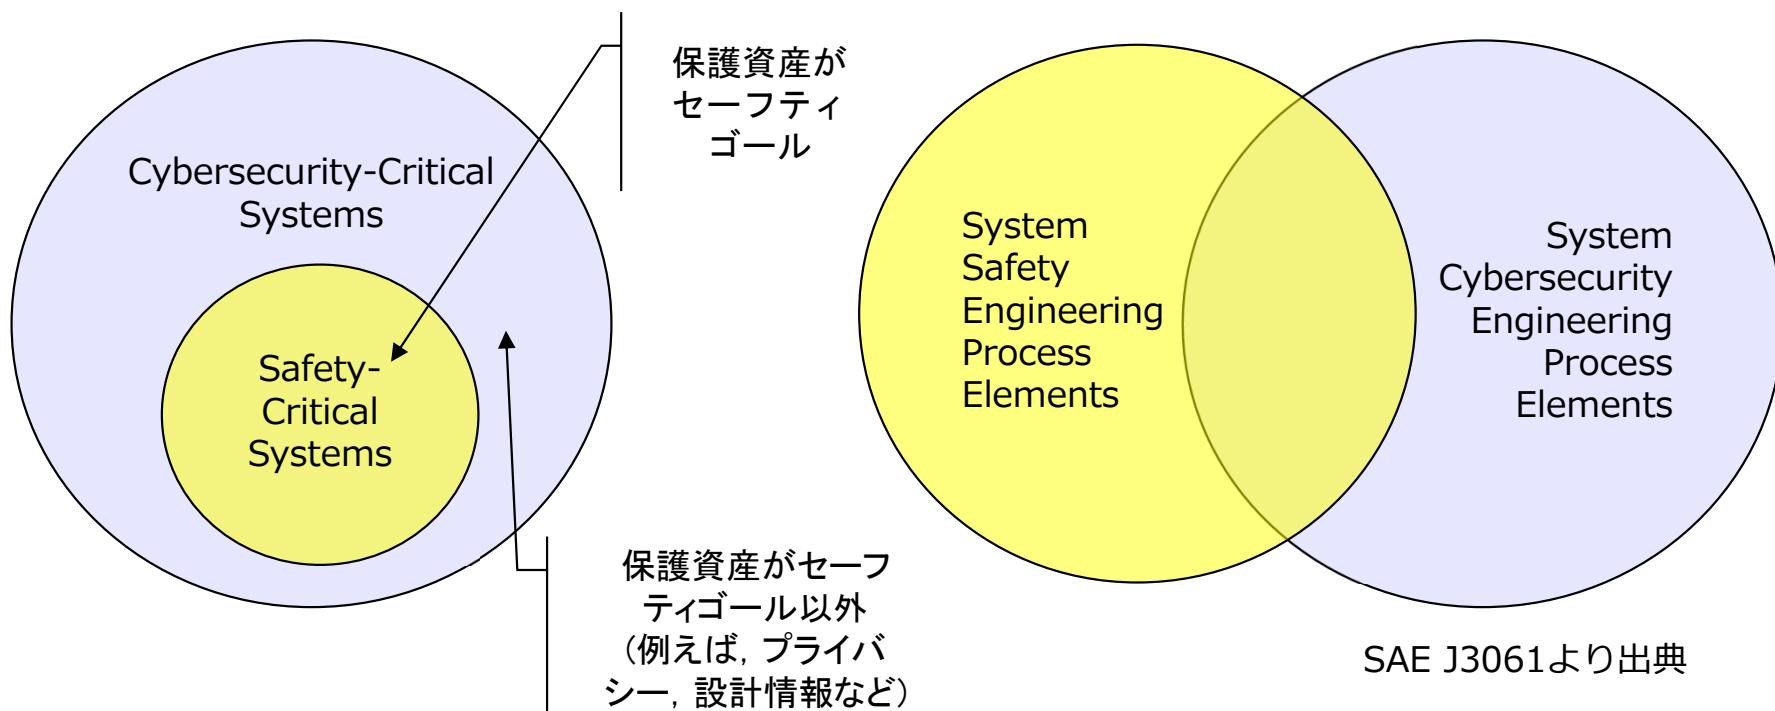 保護資産が
セーフティ
ゴール
Cybersecurity-Critical
Systems
Safety-
Critical
Systems
保護資産がセーフ
ティゴール以外
（例えば，プライバ
シー，設計情報など）
System
Safety
Engineering
Process
Elements
System
Cybersecurity
Engineering
Process
Elements
SAE J3061より出典